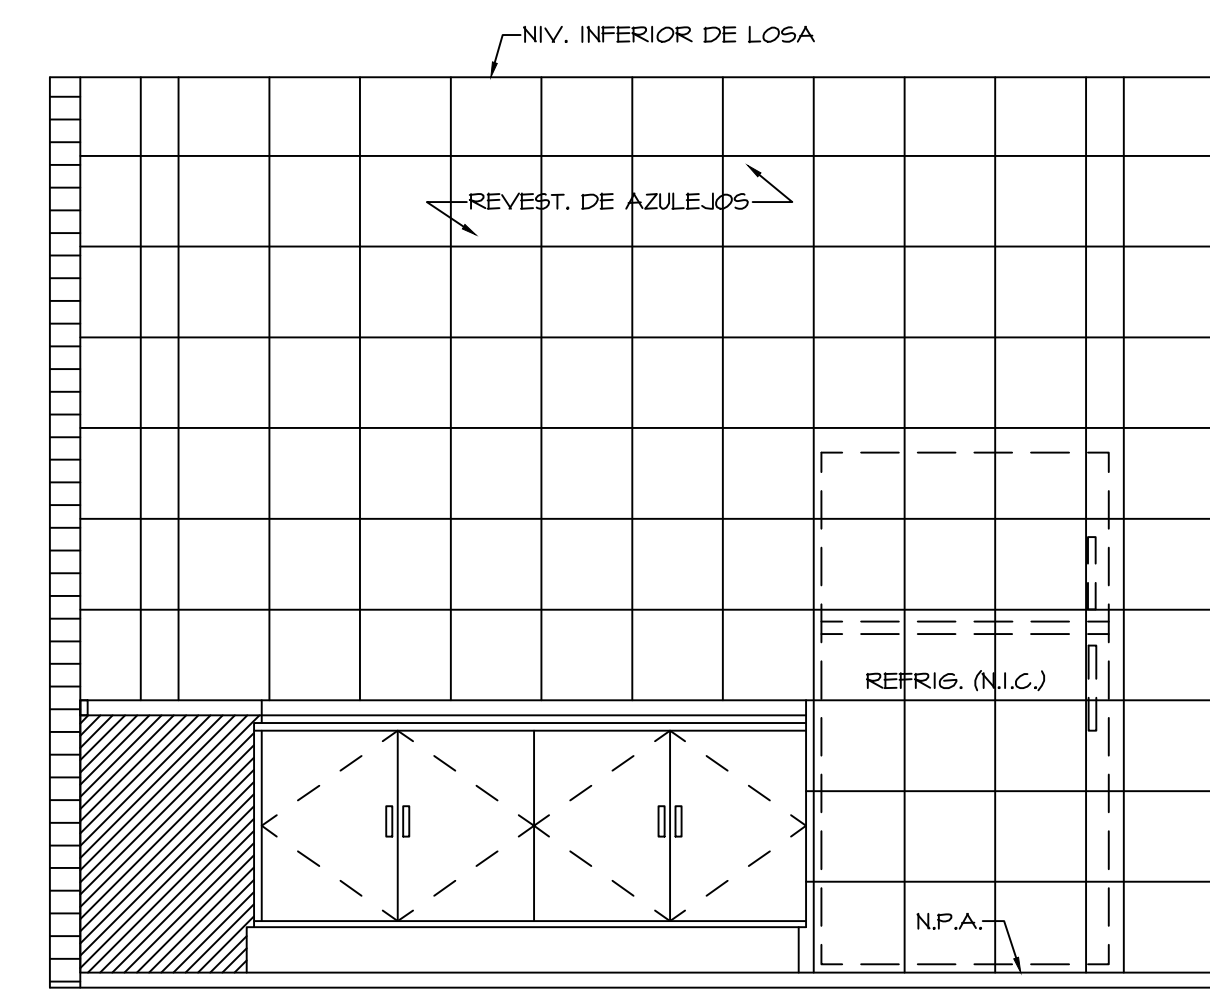 NIV. INFERIOR DE LOSA
REVEST. DE AZULEJOS
REFRIG. (N.I.C.)
N.P.A.